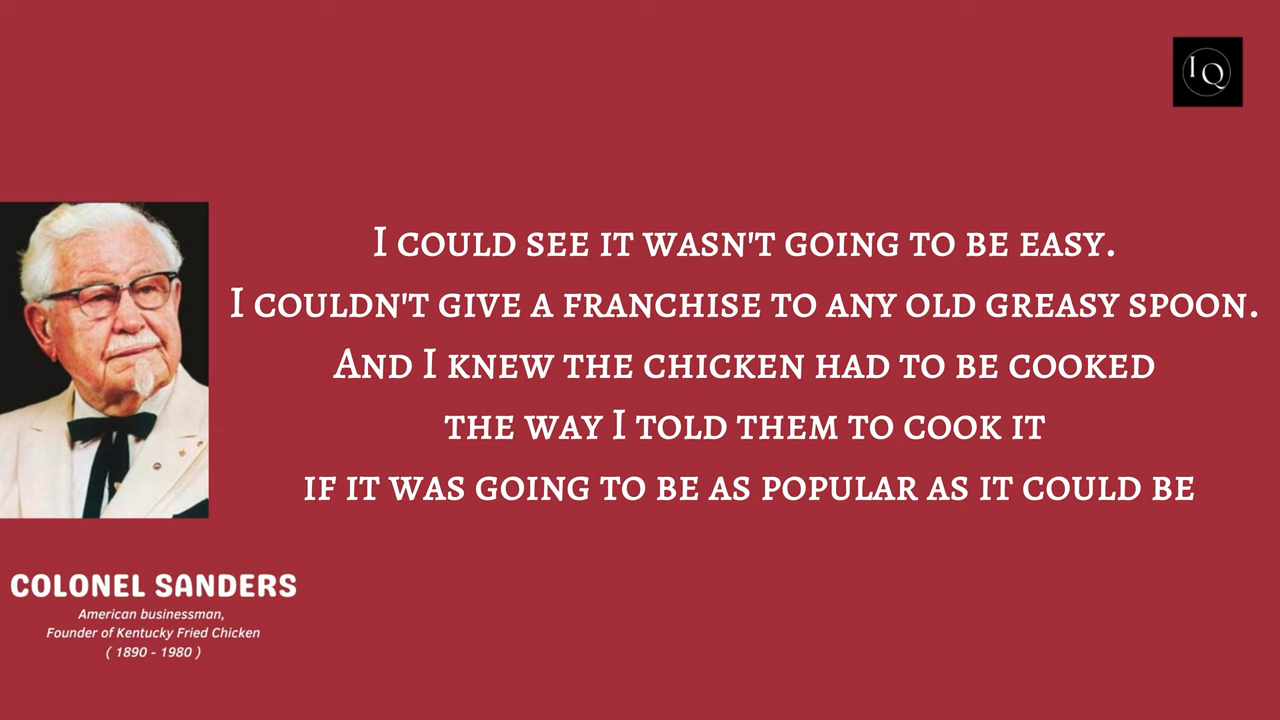 I Q
I COULD SEE IT WASN'T GOING TO BE EASY.
I COULDN'T GIVE A FRANCHISE TO ANY OLD GREASY SPOON.
AND I KNEW THE CHICKEN HAD TO BE COOKED
THE WAY I TOLD THEM TO COOK IT
IF IT WAS GOING TO BE AS POPULAR AS IT COULD BE
COLONEL SANDERS
American businessman,
Founder of Kentucky Fried Chicken
( 1890 - 1980 )